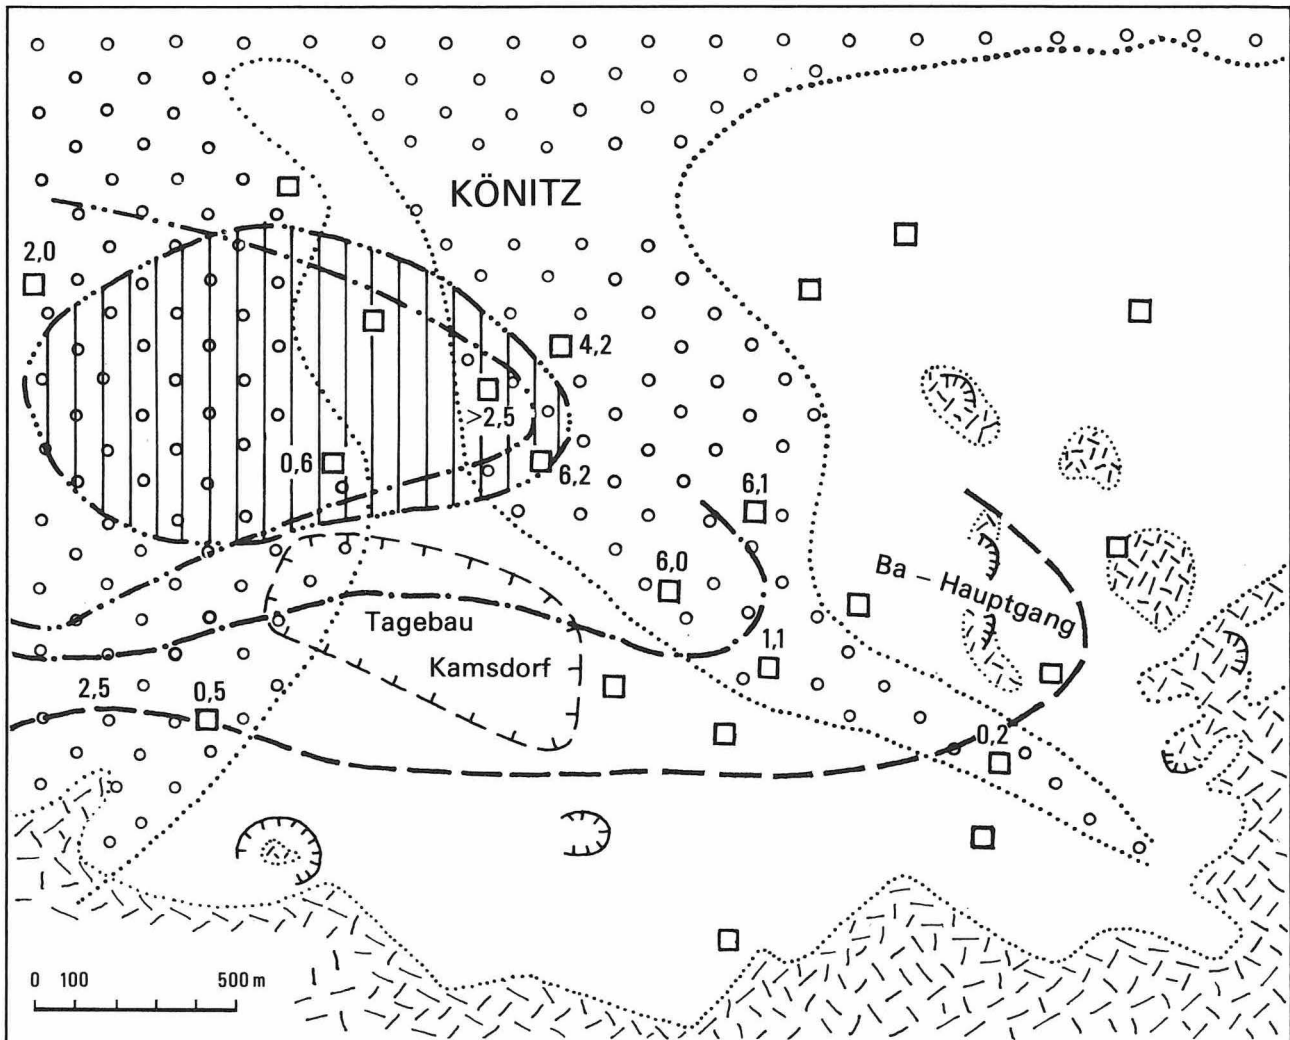 KÖNITZ
2,0
4,2
>2,5
0,6
6,2
6,1
6,0
Ba – Hauptgang
Tagebau
Kamsdorf
1,1
2,5
0,5
0,2
0 100 500 m